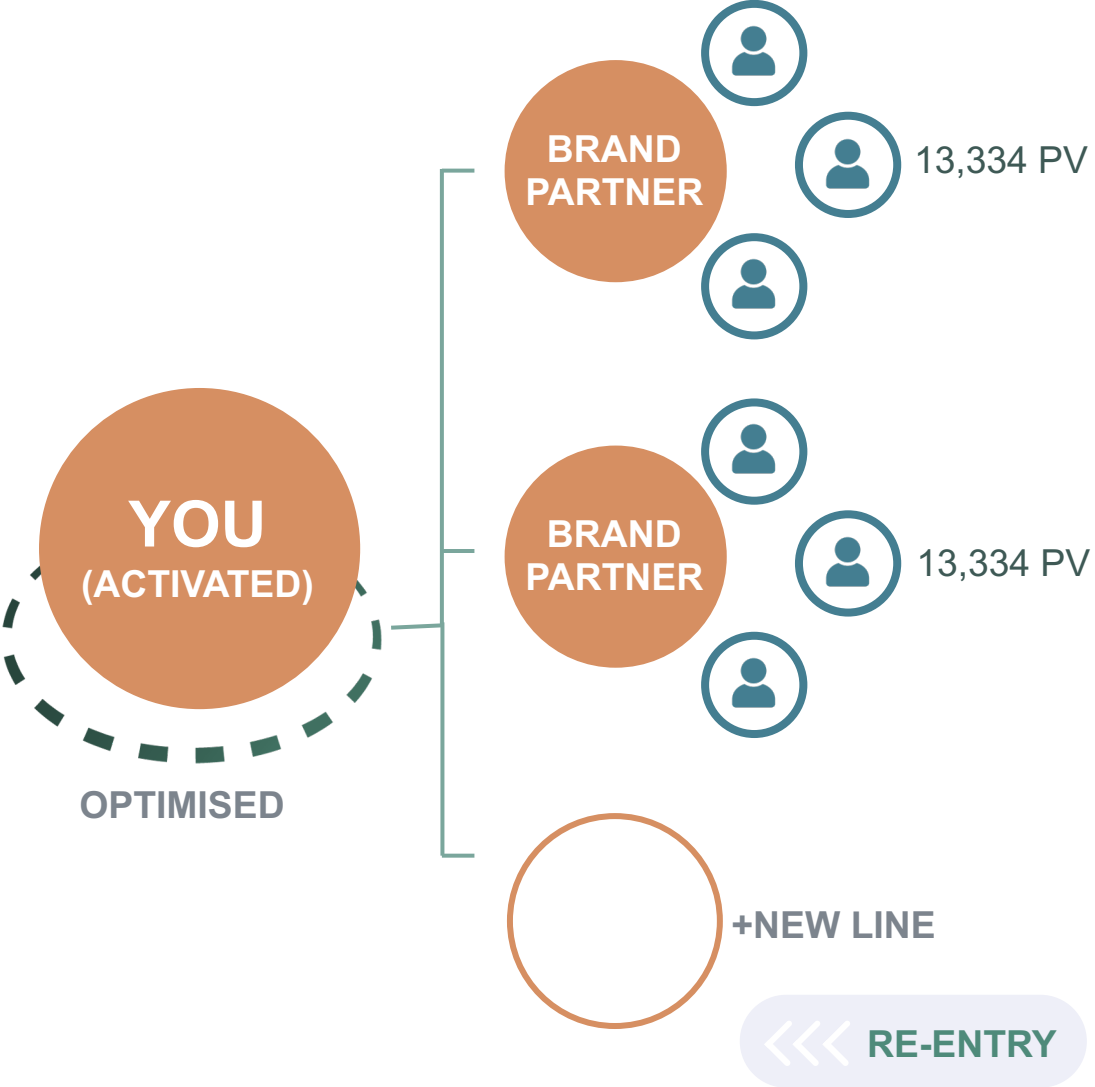 BRAND
PARTNER
13,334 PV
YOU
(ACTIVATED)
OPTIMISED
BRAND
PARTNER
13,334 PV
+NEW LINE
RE-ENTRY